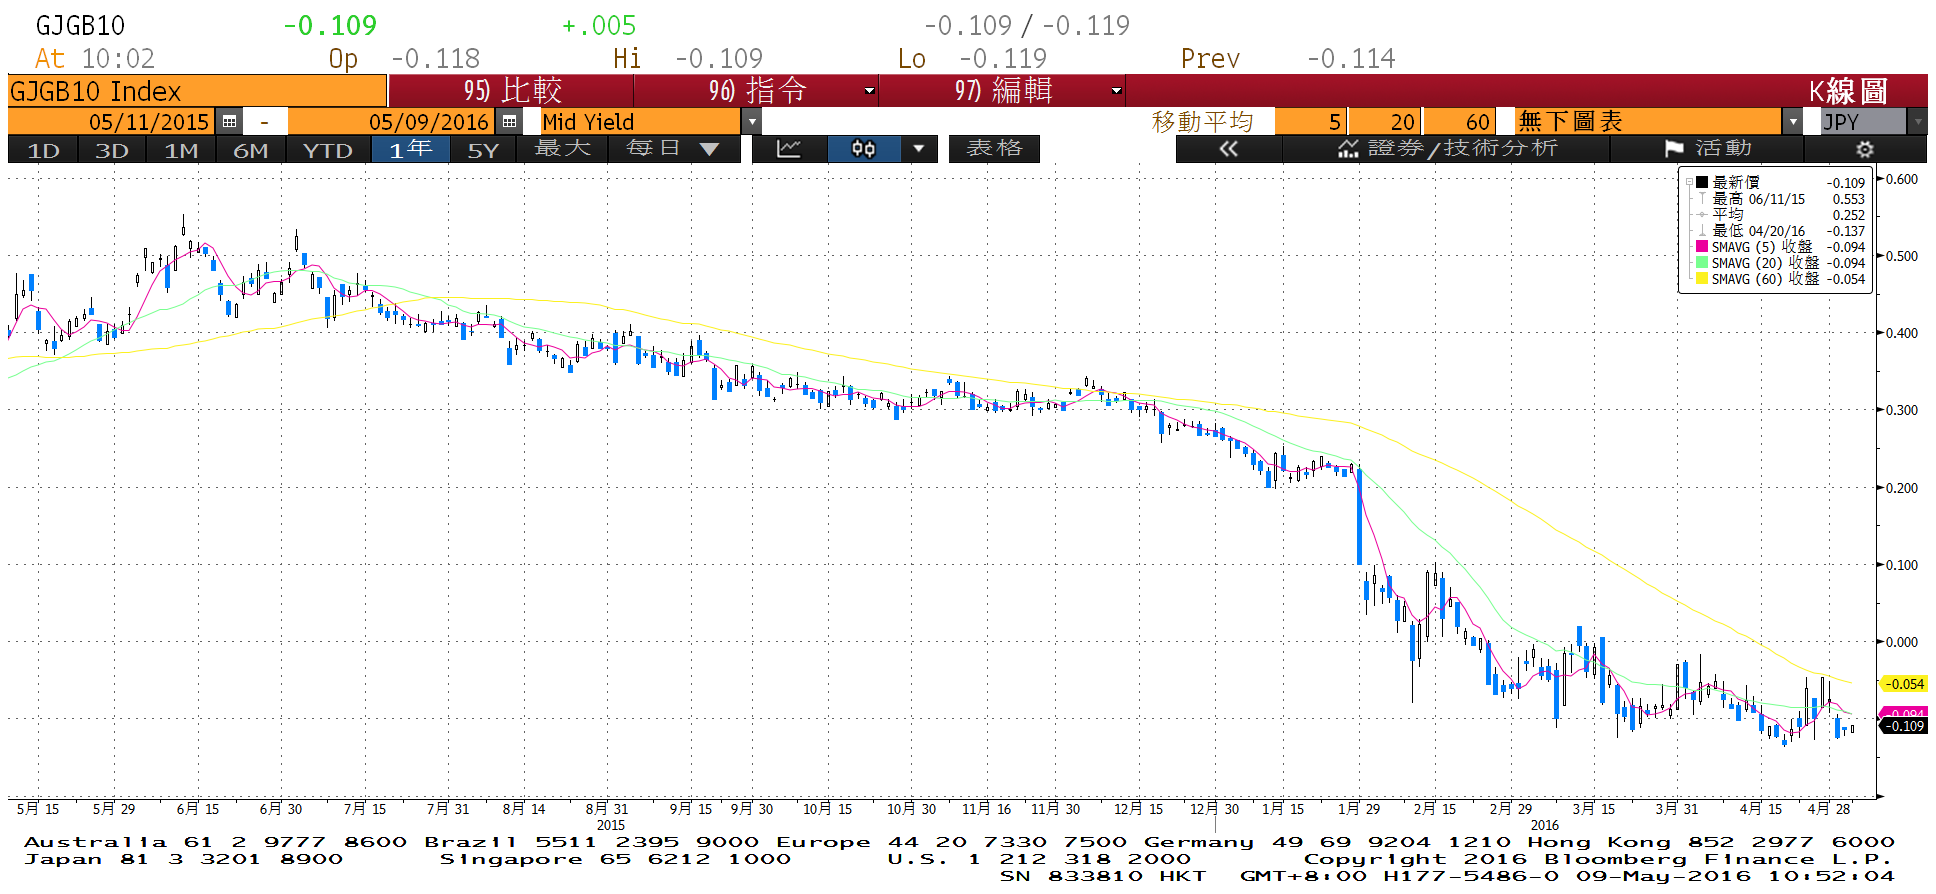 GJGB10 -0.109 +.005 -0.109 / -0.119
At 10:02 Op -0.118 Hi -0.109 Lo -0.119 Prev -0.114
GJGB10 Index 95) 比較 96) 指令 97) 編輯 K線圖
05/11/2015 - 05/09/2016 Mid Yield 移動平均 5 20 60 無下圖表 JPY
1D 3D 1M 6M YTD 1年 5Y 最大 每日 表格 « 證券/技術分析 活動
最新價 -0.109
最高 06/11/15 0.553
平均 0.252
最低 04/20/16 -0.137
SMAVG (5) 收盤 -0.094
SMAVG (20) 收盤 -0.094
SMAVG (60) 收盤 -0.054
0.600
0.500
0.400
0.300
0.200
0.100
0.000
-0.054
-0.094
-0.109
5月 15 5月 29 6月 15 6月 30 7月 15 7月 31 8月 14 8月 31 9月 15 9月 30 10月 15 10月 30 11月 16 11月 30 12月 15 12月 30 1月 15 1月 29 2月 15 2月 29 3月 15 3月 31 4月 15 4月 28
2015 2016
Australia 61 2 9777 8600 Brazil 5511 2395 9000 Europe 44 20 7330 7500 Germany 49 69 9204 1210 Hong Kong 852 2977 6000
Japan 81 3 3201 8900 Singapore 65 6212 1000 U.S. 1 212 318 2000 Copyright 2016 Bloomberg Finance L.P.
SN 833810 HKT GMT+8:00 H177-5486-0 09-May-2016 10:52:04